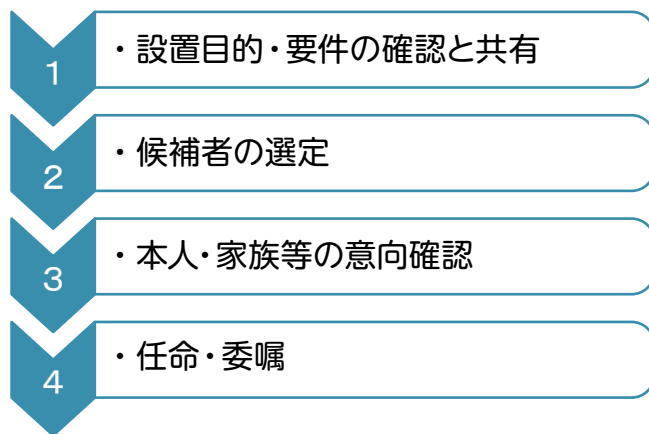 1
・設置目的・要件の確認と共有
2
・候補者の選定
3
・本人・家族等の意向確認
4
・任命・委嘱